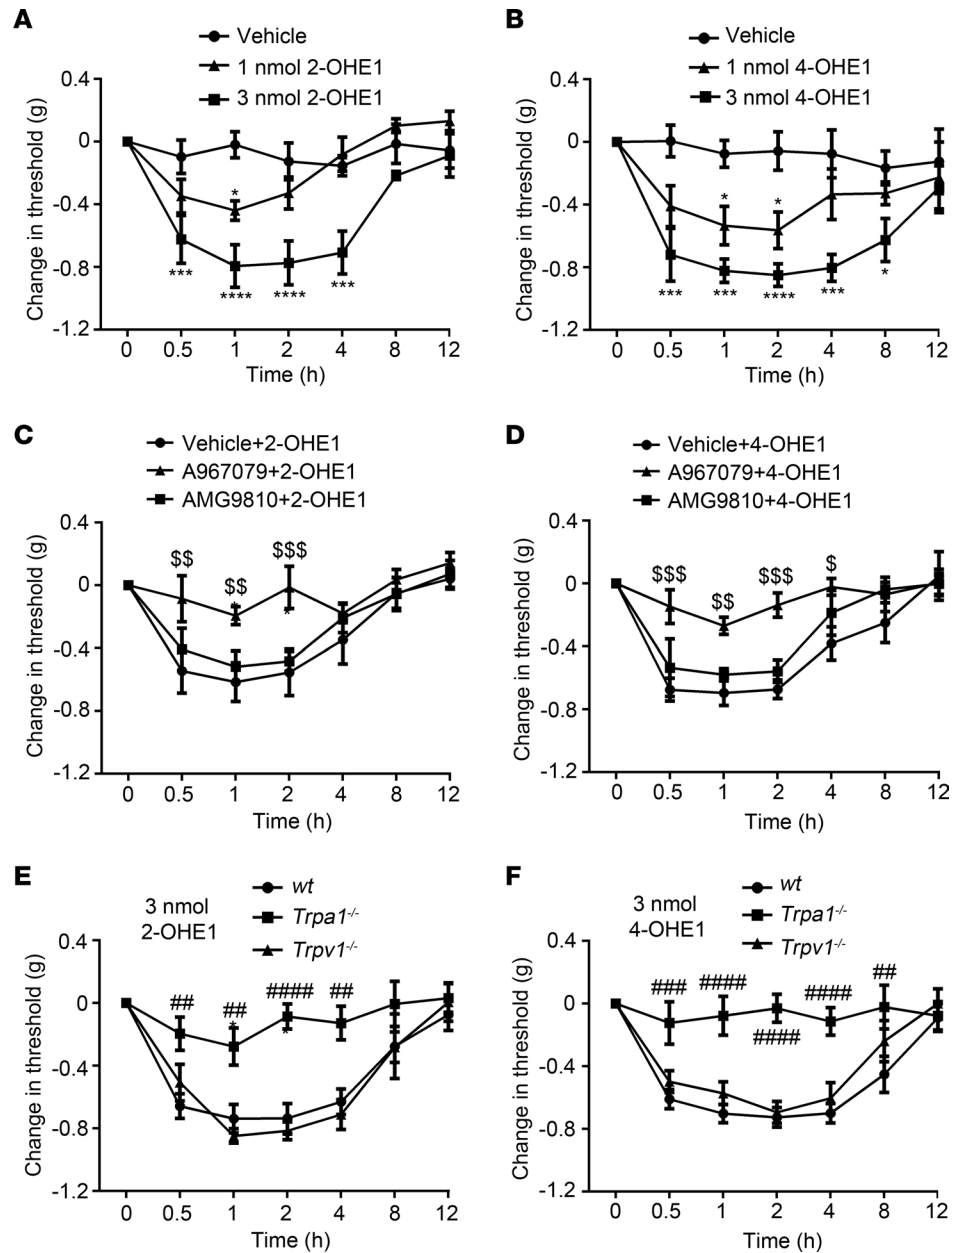 A
Vehicle
1 nmol 2-OHE1
3 nmol 2-OHE1
Change in threshold (g)
0.4
0
-0.4
-0.8
-1.2
*
***
****
****
***
0 0.5 1 2 4 8 12
Time (h)
B
Vehicle
1 nmol 4-OHE1
3 nmol 4-OHE1
Change in threshold (g)
0.4
0
-0.4
-0.8
-1.2
* *
***
***
****
***
*
0 0.5 1 2 4 8 12
Time (h)
C
Vehicle+2-OHE1
A967079+2-OHE1
AMG9810+2-OHE1
Change in threshold (g)
0.4
0
-0.4
-0.8
-1.2
$$ $$ $$$
0 0.5 1 2 4 8 12
Time (h)
D
Vehicle+4-OHE1
A967079+4-OHE1
AMG9810+4-OHE1
Change in threshold (g)
0.4
0
-0.4
-0.8
-1.2
$$$ $$ $$$ $
0 0.5 1 2 4 8 12
Time (h)
E
3 nmol
2-OHE1
wt
Trpa1-/-
Trpv1-/-
Change in threshold (g)
0.4
0
-0.4
-0.8
-1.2
## ## #### ##
0 0.5 1 2 4 8 12
Time (h)
F
3 nmol
4-OHE1
wt
Trpa1-/-
Trpv1-/-
Change in threshold (g)
0.4
0
-0.4
-0.8
-1.2
### #### #### #### ##
0 0.5 1 2 4 8 12
Time (h)